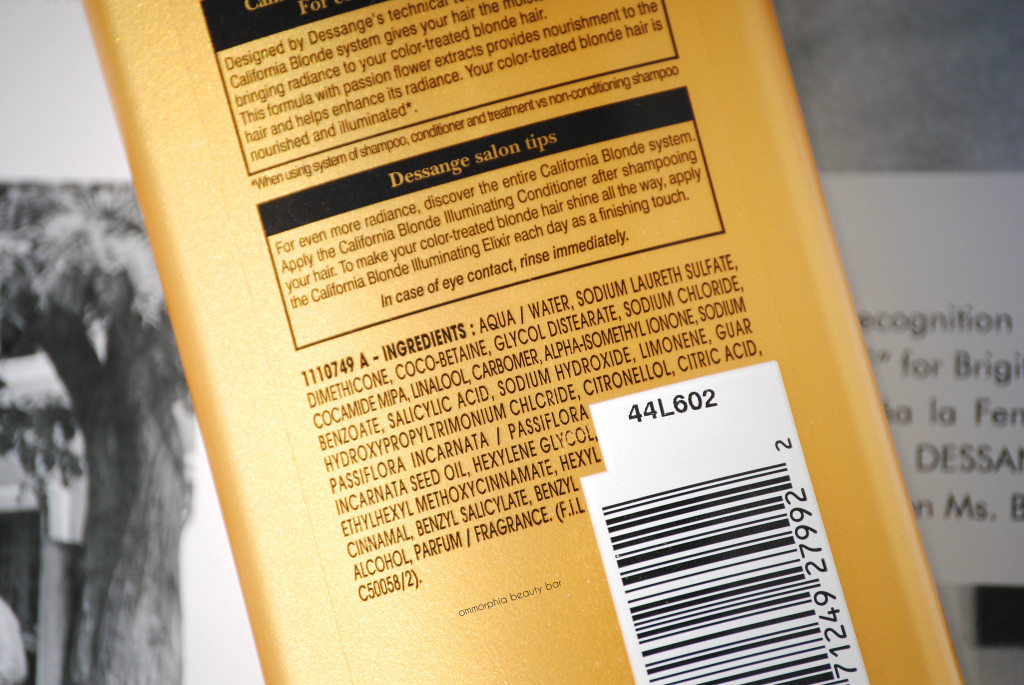 For
Designed by Dessange's technical
California Blonde system gives your hair the
bringing radiance to your color-treated blonde hair.
This formula with passion flower extracts provides nourishment to the
hair and helps enhance its radiance. Your color-treated blonde hair is
nourished and illuminated*.
*When using system of shampoo, conditioner and treatment vs non-conditioning shampoo
Dessange salon tips
For even more radiance, discover the entire California Blonde system.
Apply the California Blonde Illuminating Conditioner after shampooing
your hair. To make your color-treated blonde hair shine all the way, apply
the California Blonde Illuminating Elixir each day as a finishing touch.
In case of eye contact, rinse immediately.
1110749 A - INGREDIENTS : AQUA / WATER, SODIUM LAURETH SULFATE,
DIMETHICONE, COCO-BETAINE, GLYCOL DISTEARATE, SODIUM CHLORIDE,
COCAMIDE MIPA, LINALOOL, CARBOMER, ALPHA-ISOMETHYL IONONE, SODIUM
BENZOATE, SALICYLIC ACID, SODIUM HYDROXIDE, LIMONENE, GUAR
HYDROXYPROPYLTRIMONIUM CHLORIDE, CITRONELLOL, CITRIC ACID,
PASSIFLORA INCARNATA / PASSIFLORA
INCARNATA SEED OIL, HEXYLENE GLYCOL,
ETHYLHEXYL METHOXYCINNAMATE, HEXYL
CINNAMAL, BENZYL SALICYLATE, BENZYL
ALCOHOL, PARFUM / FRAGRANCE. (F.I.L
C50058/2).
44L602
71249 27992 2
ommorphia beauty bar
ecognition
for Brigi
a la Fem
DESSAN
n Ms. B